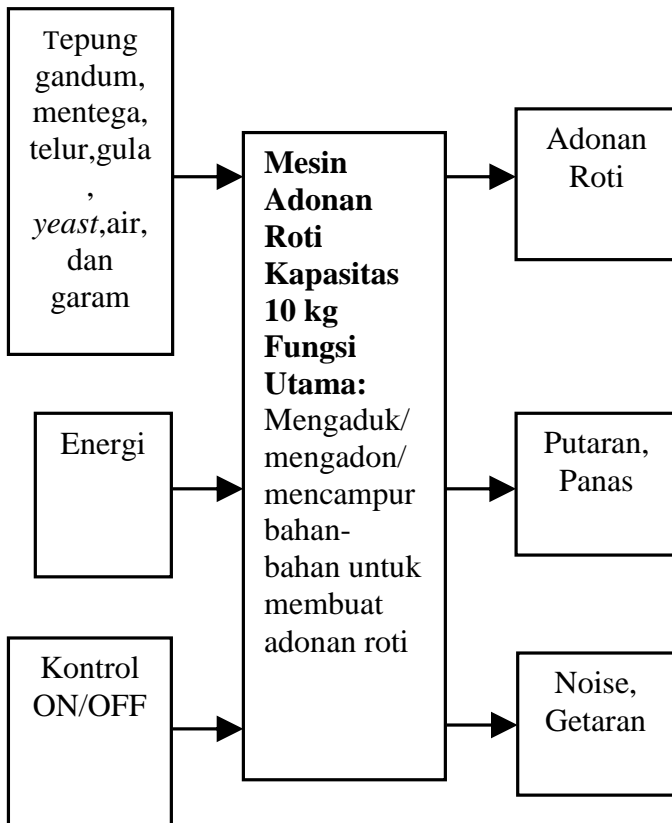 Tepung
gandum,
mentega,
telur,gula
,
yeast,air,
dan
garam
Energi
Kontrol
ON/OFF
Mesin
Adonan
Roti
Kapasitas
10 kg
Fungsi
Utama:
Mengaduk/
mengadon/
mencampur
bahan-
bahan untuk
membuat
adonan roti
Adonan
Roti
Putaran,
Panas
Noise,
Getaran